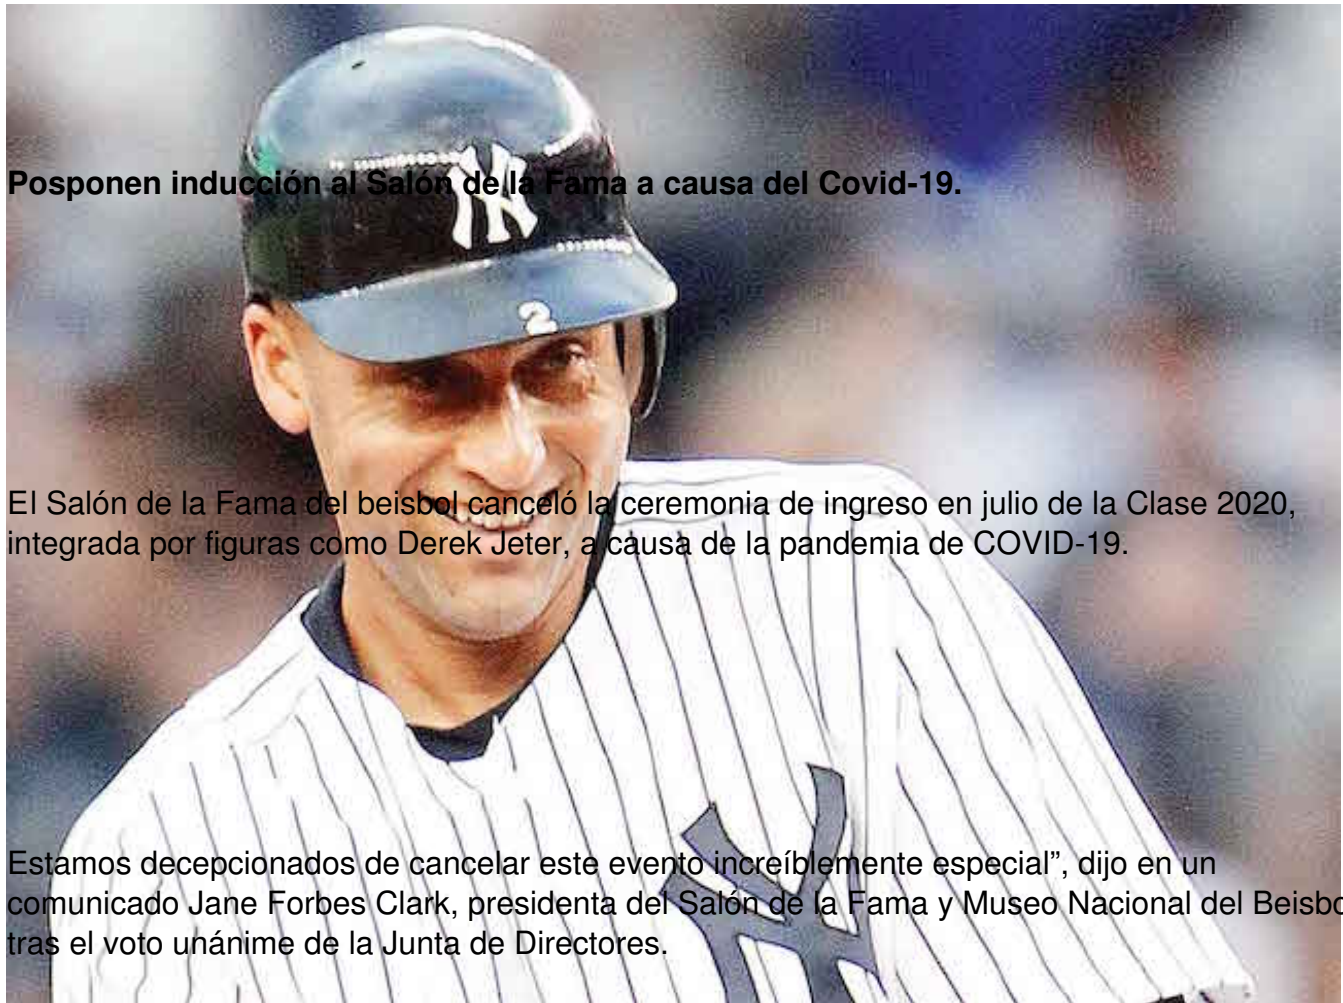 NY
Posponen inducción al Salón de la Fama a causa del Covid-19.
2
El Salón de la Fama del beisbol canceló la ceremonia de ingreso en julio de la Clase 2020,
integrada por figuras como Derek Jeter, a causa de la pandemia de COVID-19.
Estamos decepcionados de cancelar este evento increíblemente especial”, dijo en un
comunicado Jane Forbes Clark, presidenta del Salón de la Fama y Museo Nacional del Beisbo
tras el voto unánime de la Junta de Directores.
NY